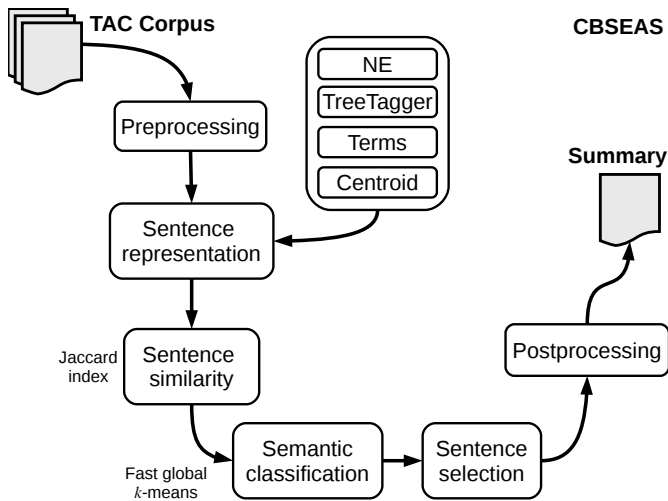 TAC Corpus
CBSEAS
NE
TreeTagger
Terms
Centroid
Preprocessing
Summary
Sentence
representation
Jaccard
index
Sentence
similarity
Postprocessing
Fast global
k-means
Semantic
classification
Sentence
selection